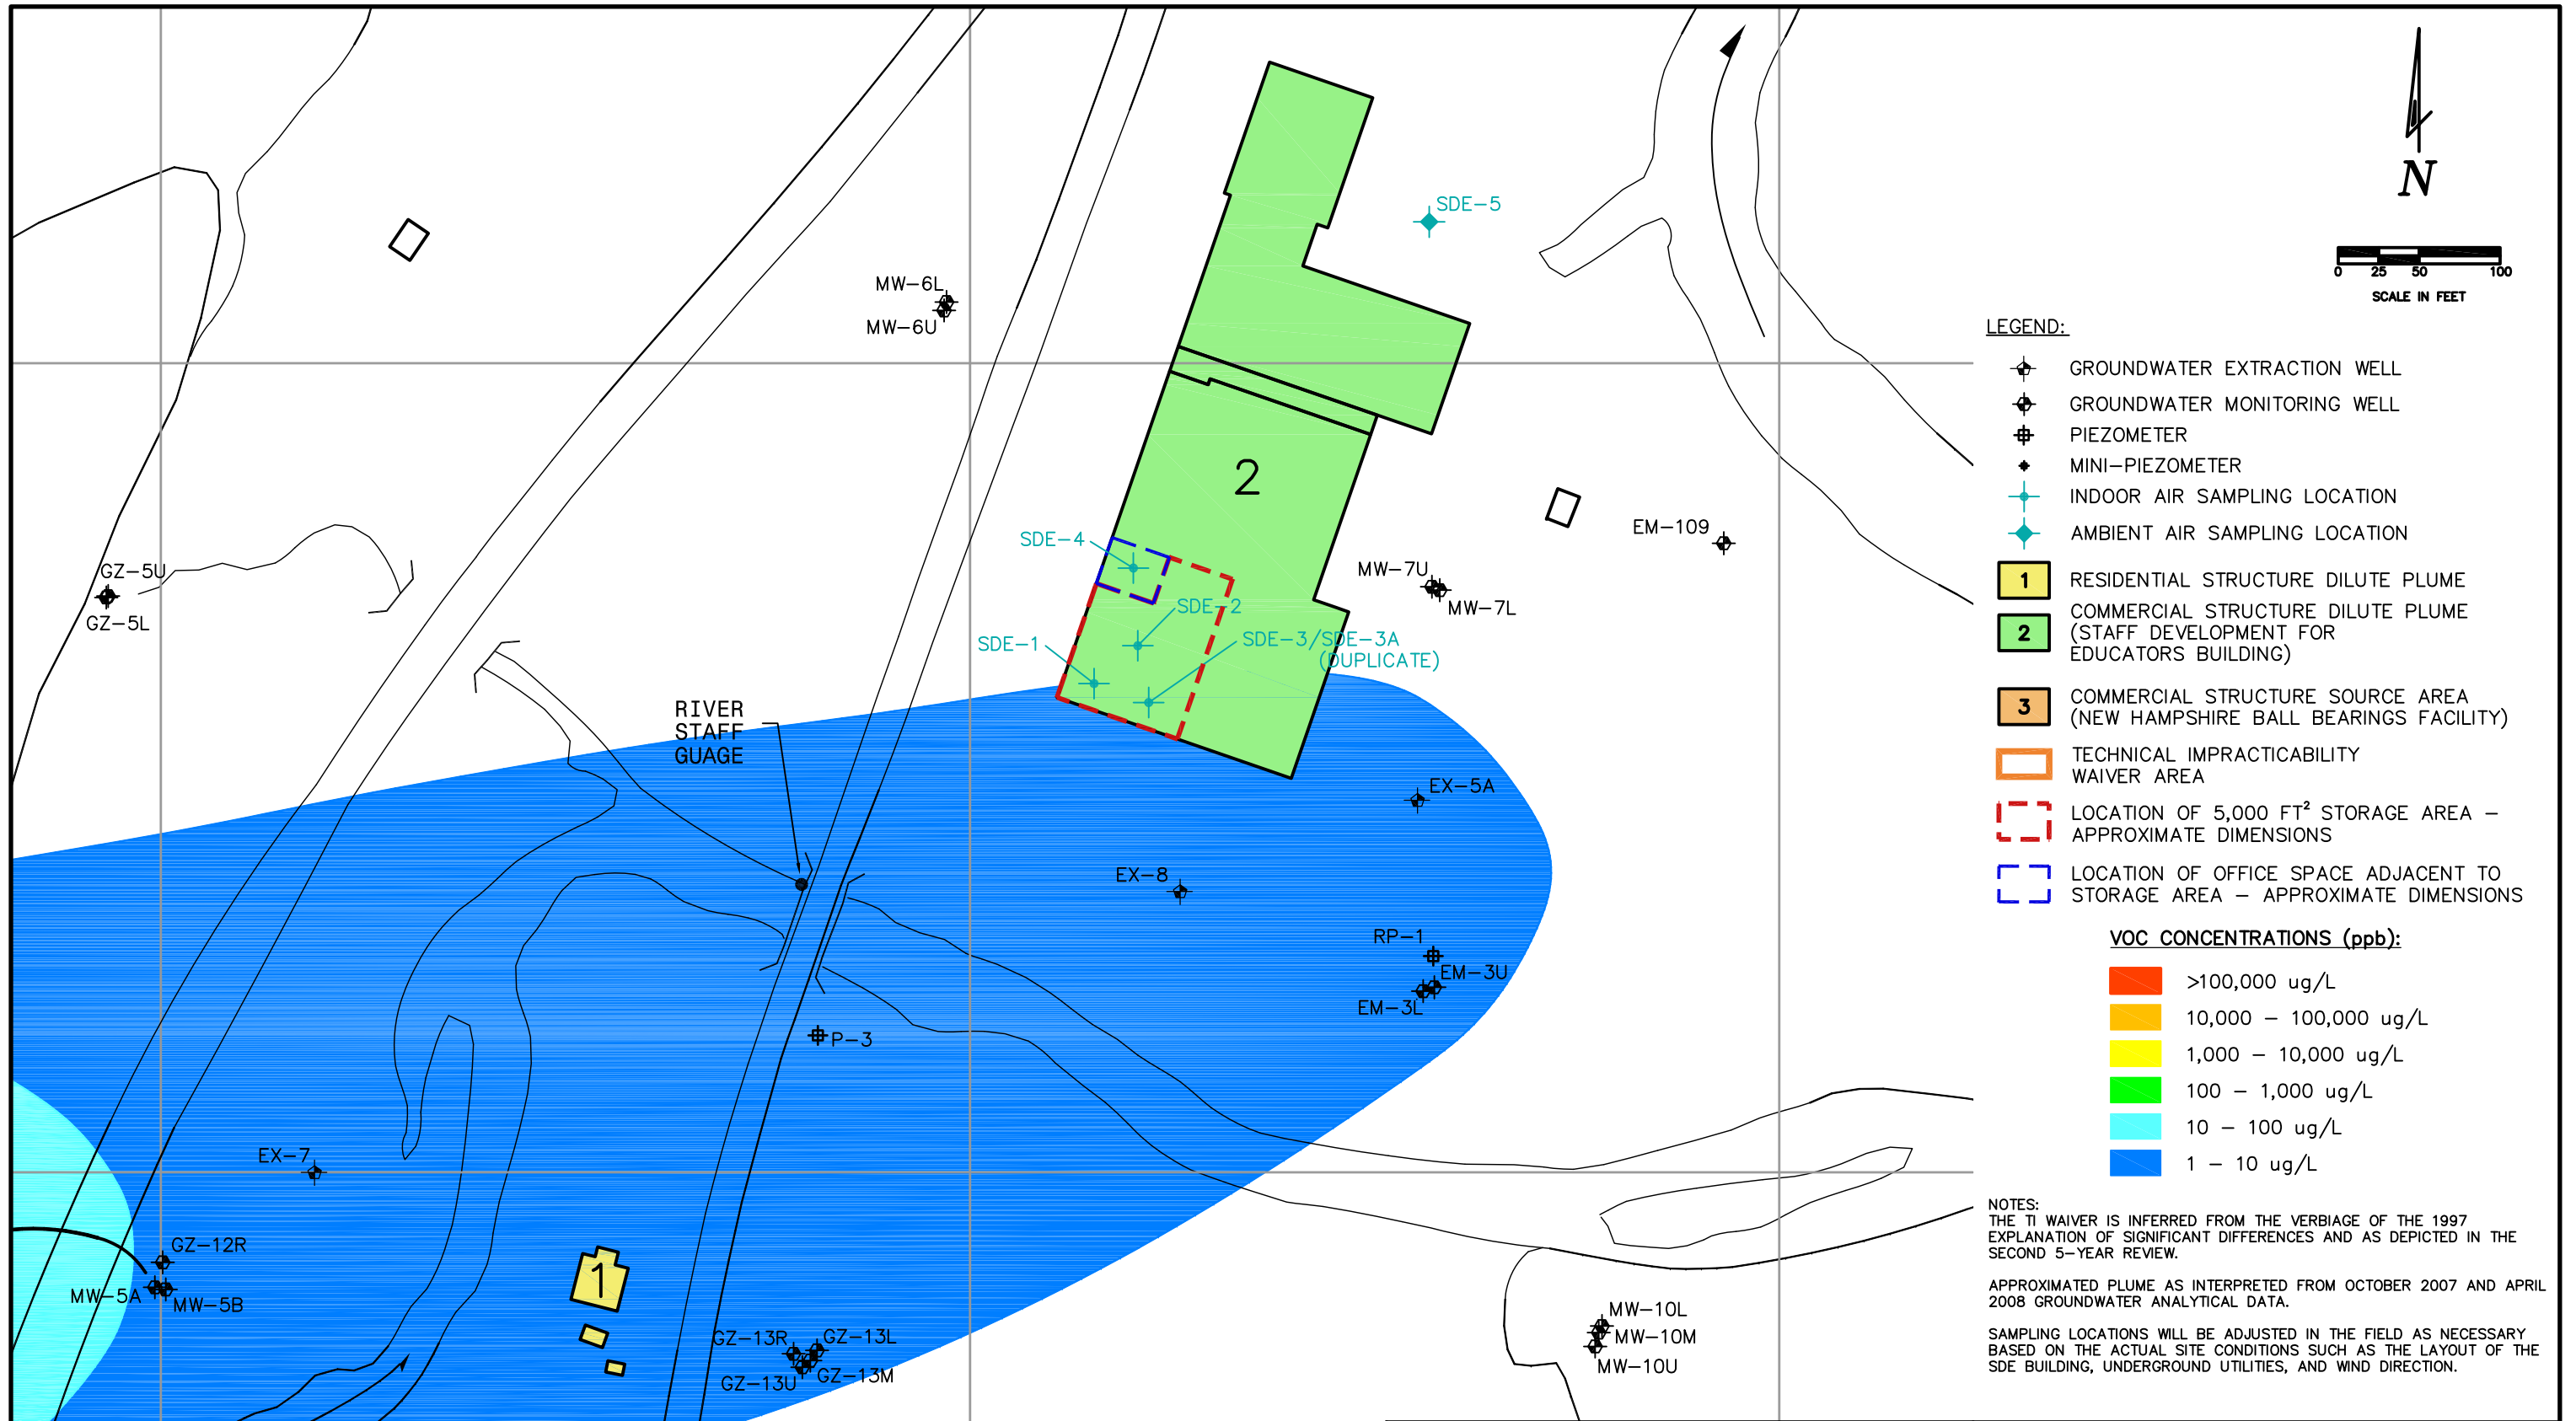 N
0 25 50 100
SCALE IN FEET
SDE-5
MW-6L
MW-6U
2
EM-109
SDE-4
MW-7U
MW-7L
GZ-5U
GZ-5L
SDE-2
SDE-1
SDE-3/SDE-3A
(DUPLICATE)
RIVER
STAFF
GUAGE
EX-5A
EX-8
RP-1
EM-3U
EM-3L
P-3
EX-7
GZ-12R
MW-5A
MW-5B
1
GZ-13R
GZ-13L
GZ-13U
GZ-13M
MW-10L
MW-10M
MW-10U
LEGEND:
GROUNDWATER EXTRACTION WELL
GROUNDWATER MONITORING WELL
PIEZOMETER
MINI-PIEZOMETER
INDOOR AIR SAMPLING LOCATION
AMBIENT AIR SAMPLING LOCATION
1 RESIDENTIAL STRUCTURE DILUTE PLUME
COMMERCIAL STRUCTURE DILUTE PLUME
2 (STAFF DEVELOPMENT FOR
EDUCATORS BUILDING)
3 COMMERCIAL STRUCTURE SOURCE AREA
(NEW HAMPSHIRE BALL BEARINGS FACILITY)
TECHNICAL IMPRACTICABILITY
WAIVER AREA
LOCATION OF 5,000 FT² STORAGE AREA –
APPROXIMATE DIMENSIONS
LOCATION OF OFFICE SPACE ADJACENT TO
STORAGE AREA – APPROXIMATE DIMENSIONS
VOC CONCENTRATIONS (ppb):
>100,000 ug/L
10,000 – 100,000 ug/L
1,000 – 10,000 ug/L
100 – 1,000 ug/L
10 – 100 ug/L
1 – 10 ug/L
NOTES:
THE TI WAIVER IS INFERRED FROM THE VERBIAGE OF THE 1997
EXPLANATION OF SIGNIFICANT DIFFERENCES AND AS DEPICTED IN THE
SECOND 5-YEAR REVIEW.
APPROXIMATED PLUME AS INTERPRETED FROM OCTOBER 2007 AND APRIL
2008 GROUNDWATER ANALYTICAL DATA.
SAMPLING LOCATIONS WILL BE ADJUSTED IN THE FIELD AS NECESSARY
BASED ON THE ACTUAL SITE CONDITIONS SUCH AS THE LAYOUT OF THE
SDE BUILDING, UNDERGROUND UTILITIES, AND WIND DIRECTION.